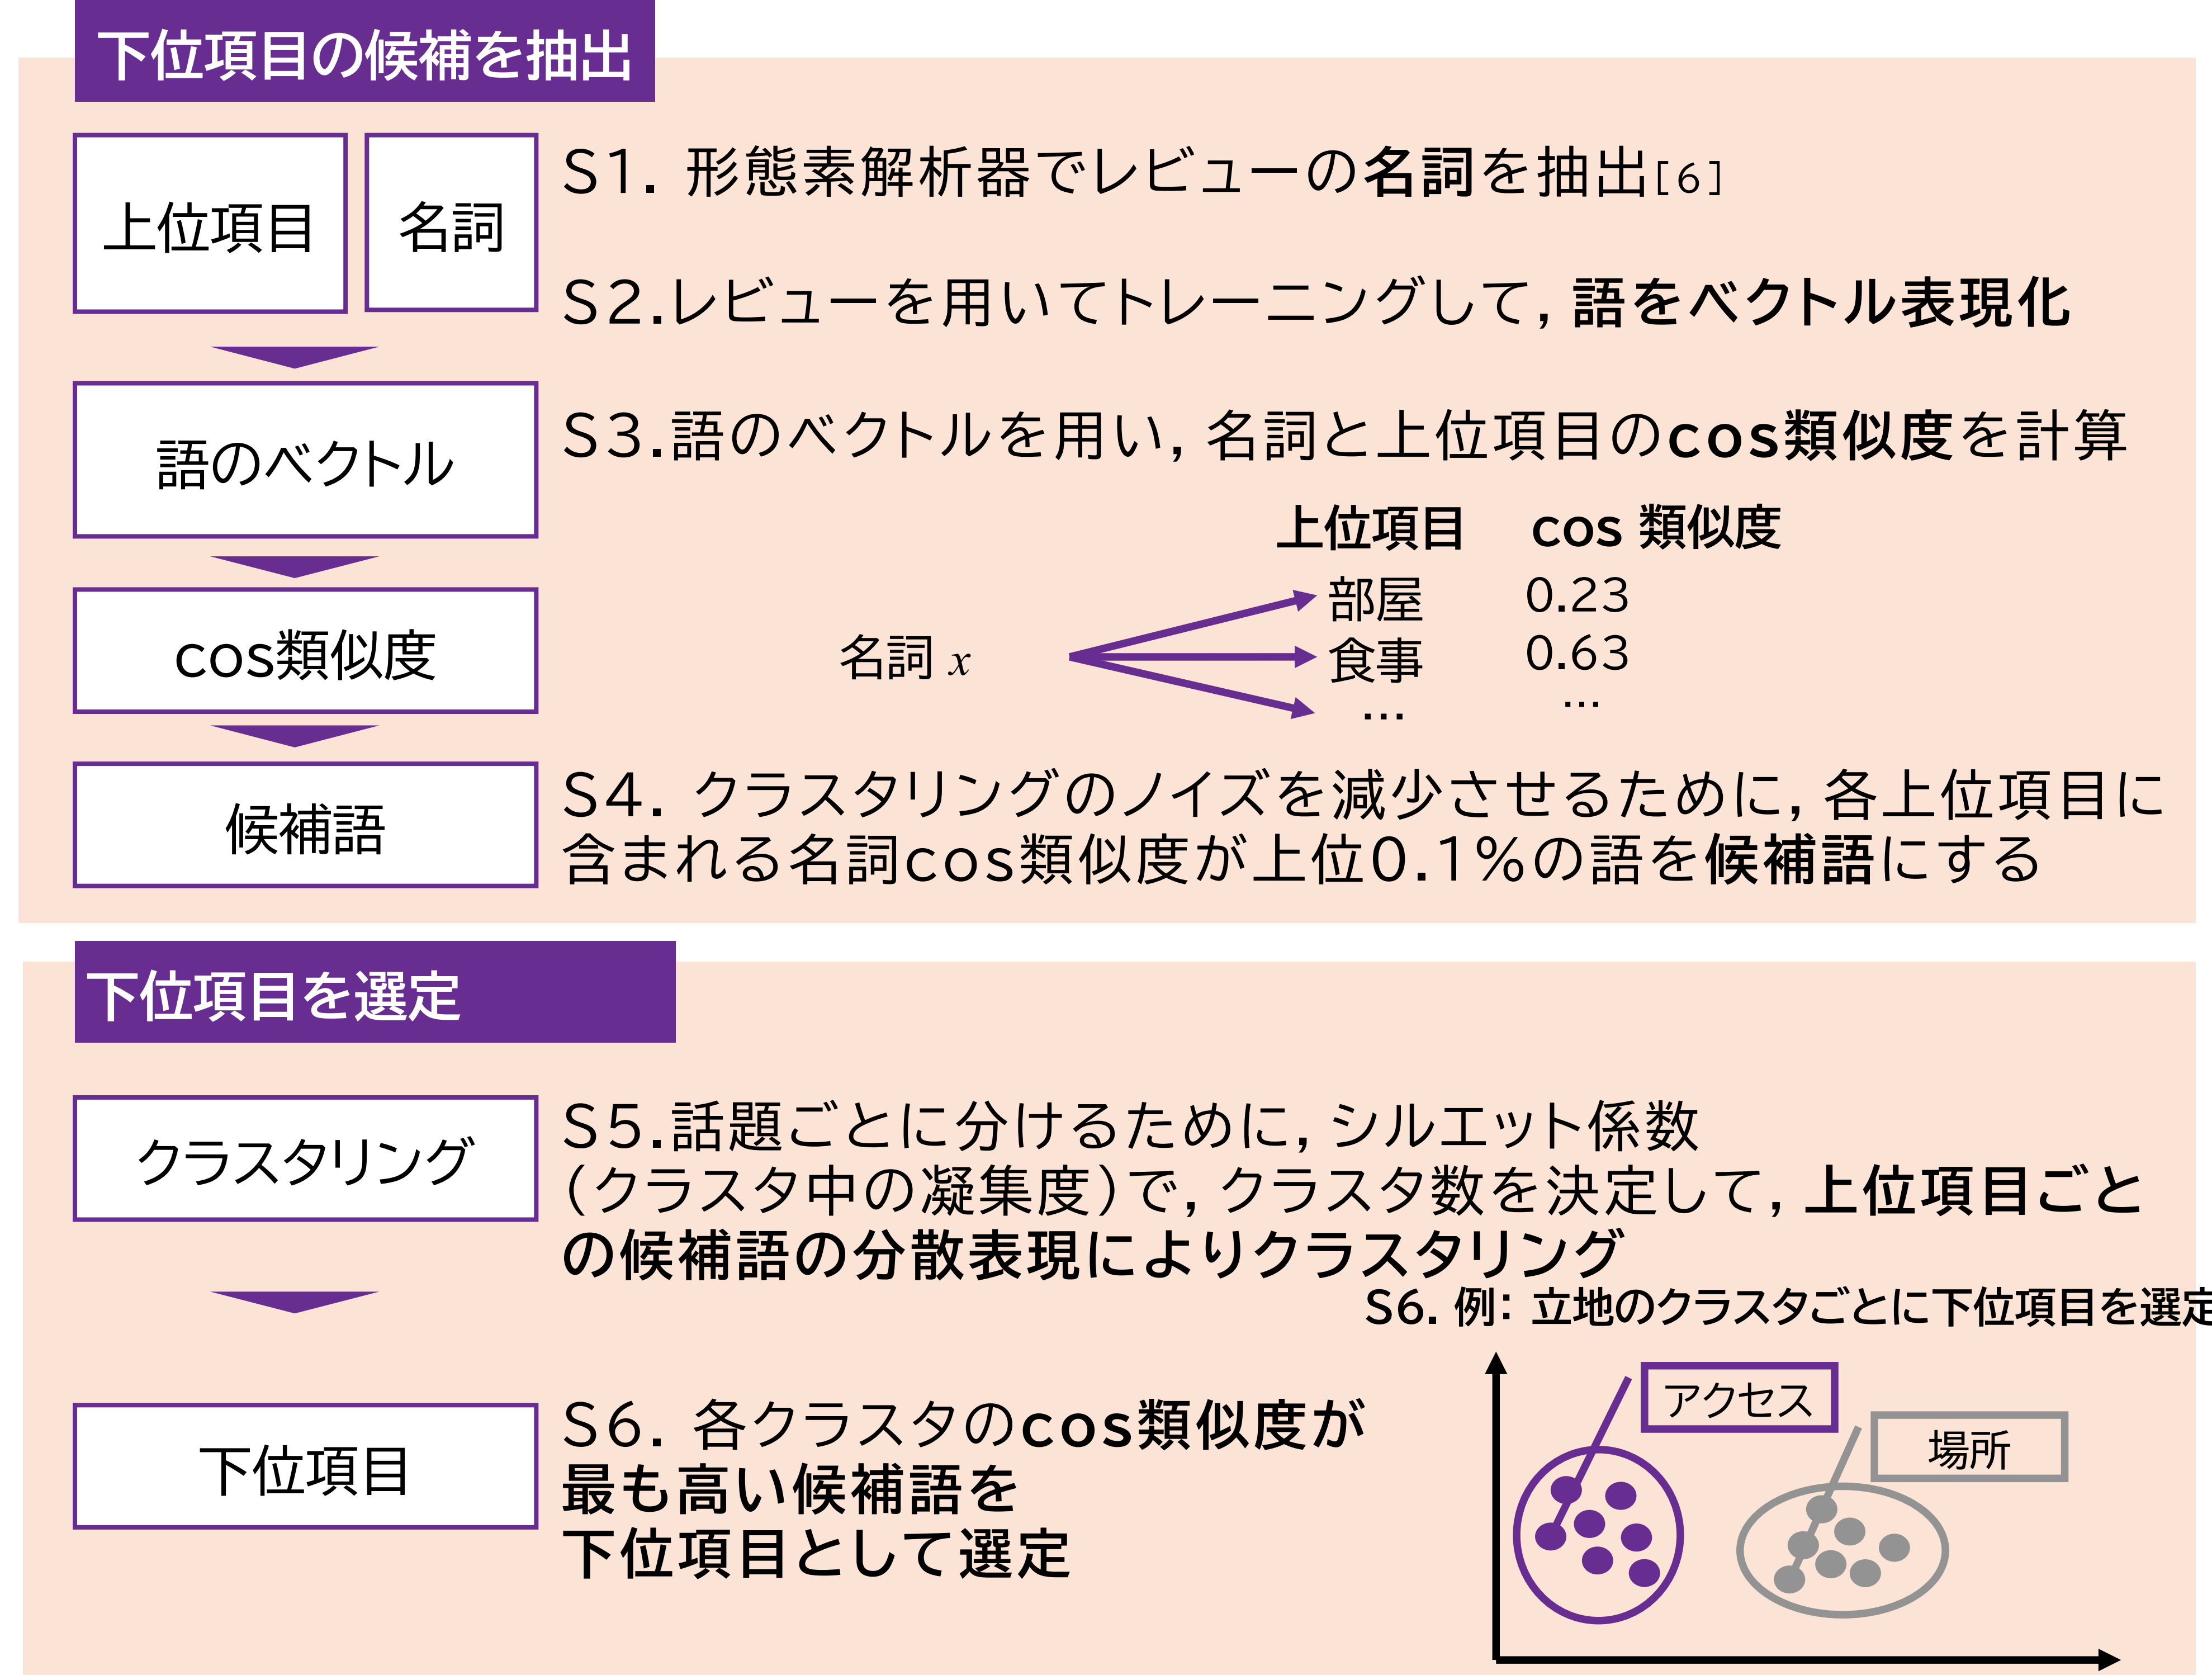 下位項目の候補を抽出
上位項目
名詞
S1. 形態素解析器でレビューの名詞を抽出[6]
S2.レビューを用いてトレーニングして, 語をベクトル表現化
語のベクトル
S3.語のベクトルを用い, 名詞と上位項目のcos類似度を計算
上位項目 cos 類似度
部屋 0.23
名詞 x
食事 0.63
… …
cos類似度
候補語
S4. クラスタリングのノイズを減少させるために, 各上位項目に
含まれる名詞cos類似度が上位0.1%の語を候補語にする
下位項目を選定
クラスタリング
S5.話題ごとに分けるために, シルエット係数
(クラスタ中の凝集度)で, クラスタ数を決定して, 上位項目ごと
の候補語の分散表現によりクラスタリング
下位項目
S6. 各クラスタのcos類似度が
最も高い候補語を
下位項目として選定
S6. 例: 立地のクラスタごとに下位項目を選定
アクセス
場所